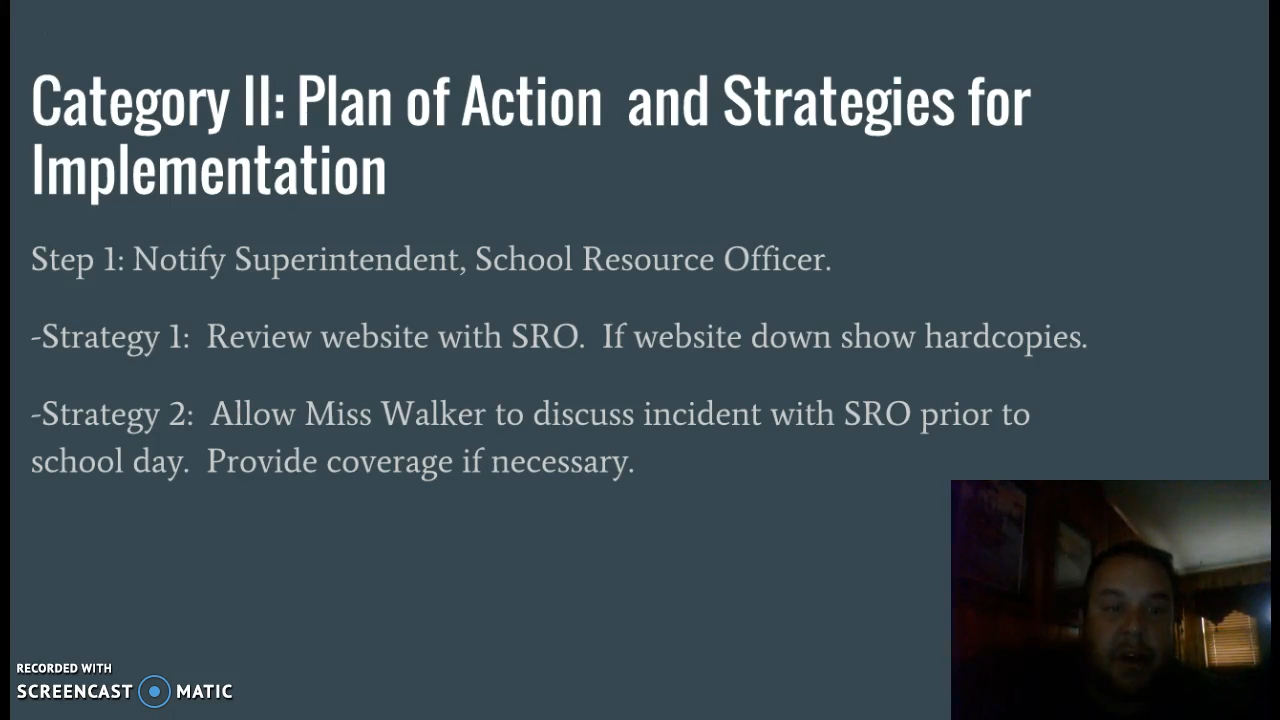 Category II: Plan of Action  and Strategies for
Implementation
Step 1: Notify Superintendent, School Resource Officer.
-Strategy 1:  Review website with SRO.  If website down show hardcopies.
-Strategy 2:  Allow Miss Walker to discuss incident with SRO prior to
school day.  Provide coverage if necessary.
RECORDED WITH
SCREENCAST MATIC